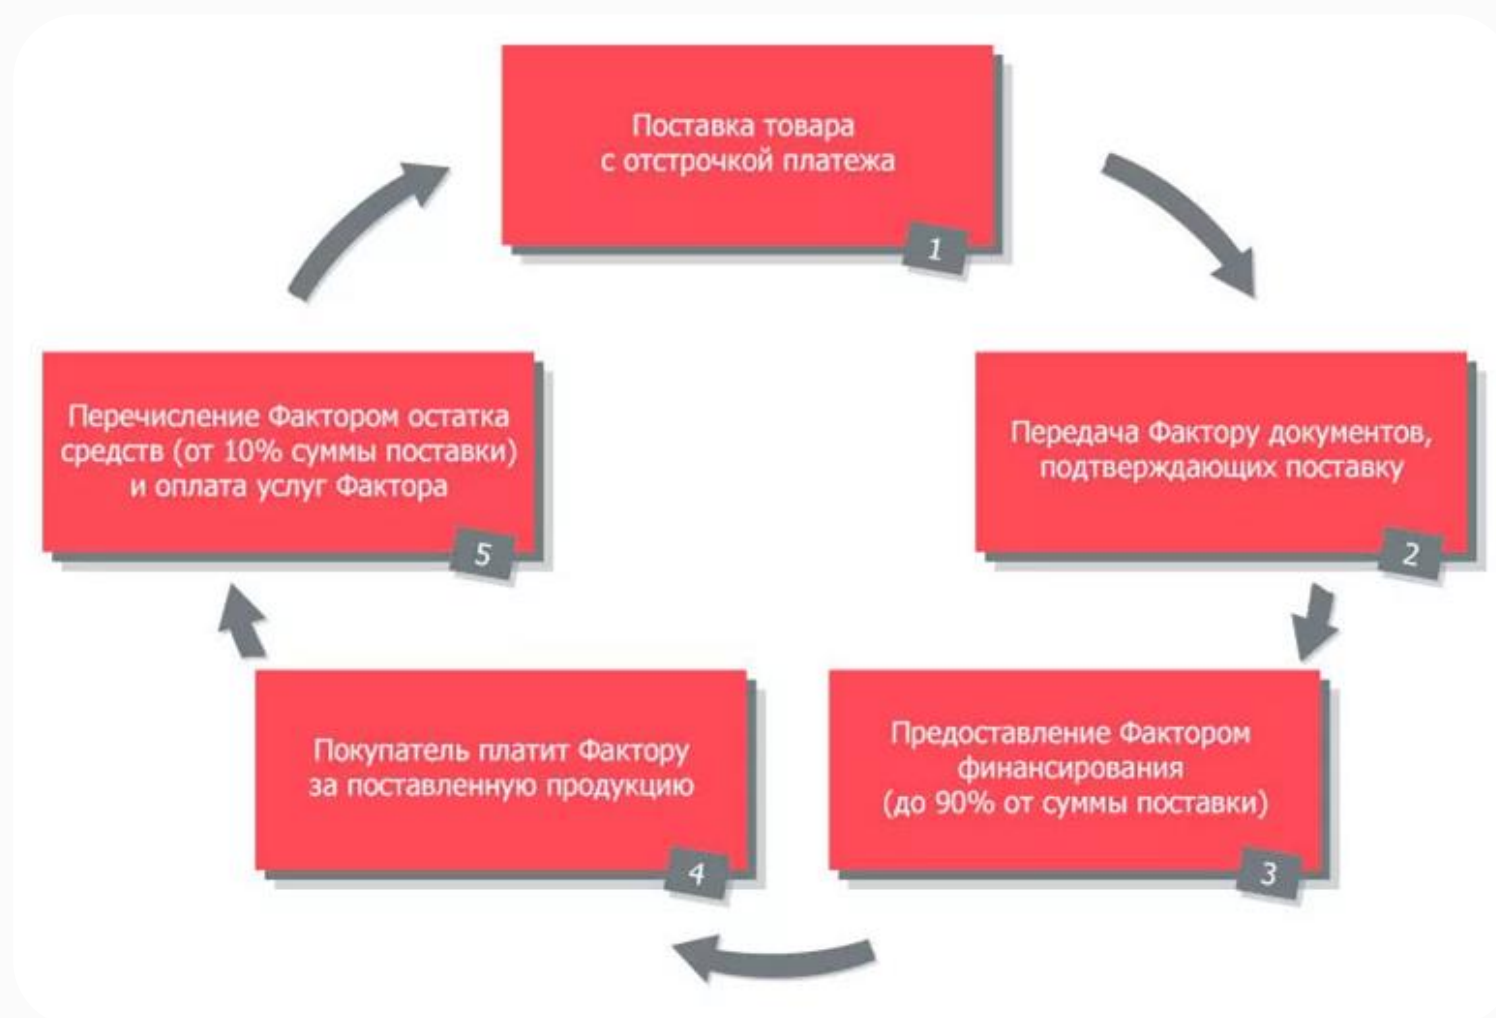 Поставка товара
с отстрочкой платежа
1
Передача Фактору документов,
подтверждающих поставку
2
Предоставление Фактором
финансирования
(до 90% от суммы поставки)
3
Покупатель платит Фактору
за поставленную продукцию
4
Перечисление Фактором остатка
средств (от 10% суммы поставки)
и оплата услуг Фактора
5